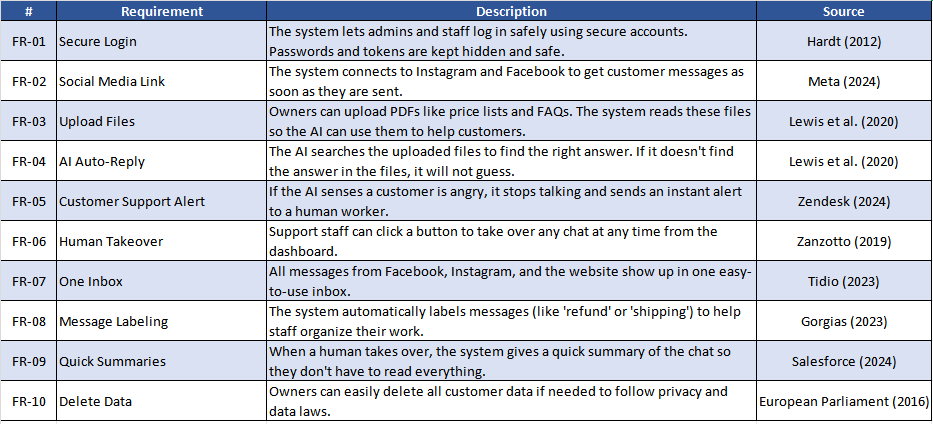 # Requirement Description Source
FR-01 Secure Login The system lets admins and staff log in safely using secure accounts. Hardt (2012)
Passwords and tokens are kept hidden and safe.
FR-02 Social Media Link The system connects to Instagram and Facebook to get customer messages as Meta (2024)
soon as they are sent.
FR-03 Upload Files Owners can upload PDFs like price lists and FAQs. The system reads these files Lewis et al. (2020)
so the AI can use them to help customers.
FR-04 AI Auto-Reply The AI searches the uploaded files to find the right answer. If it doesn't find Lewis et al. (2020)
the answer in the files, it will not guess.
FR-05 Customer Support Alert If the AI senses a customer is angry, it stops talking and sends an instant alert Zendesk (2024)
to a human worker.
FR-06 Human Takeover Support staff can click a button to take over any chat at any time from the Zanzotto (2019)
dashboard.
FR-07 One Inbox All messages from Facebook, Instagram, and the website show up in one easy- Tidio (2023)
to-use inbox.
FR-08 Message Labeling The system automatically labels messages (like 'refund' or 'shipping') to help Gorgias (2023)
staff organize their work.
FR-09 Quick Summaries When a human takes over, the system gives a quick summary of the chat so Salesforce (2024)
they don't have to read everything.
FR-10 Delete Data Owners can easily delete all customer data if needed to follow privacy and European Parliament (2016)
data laws.